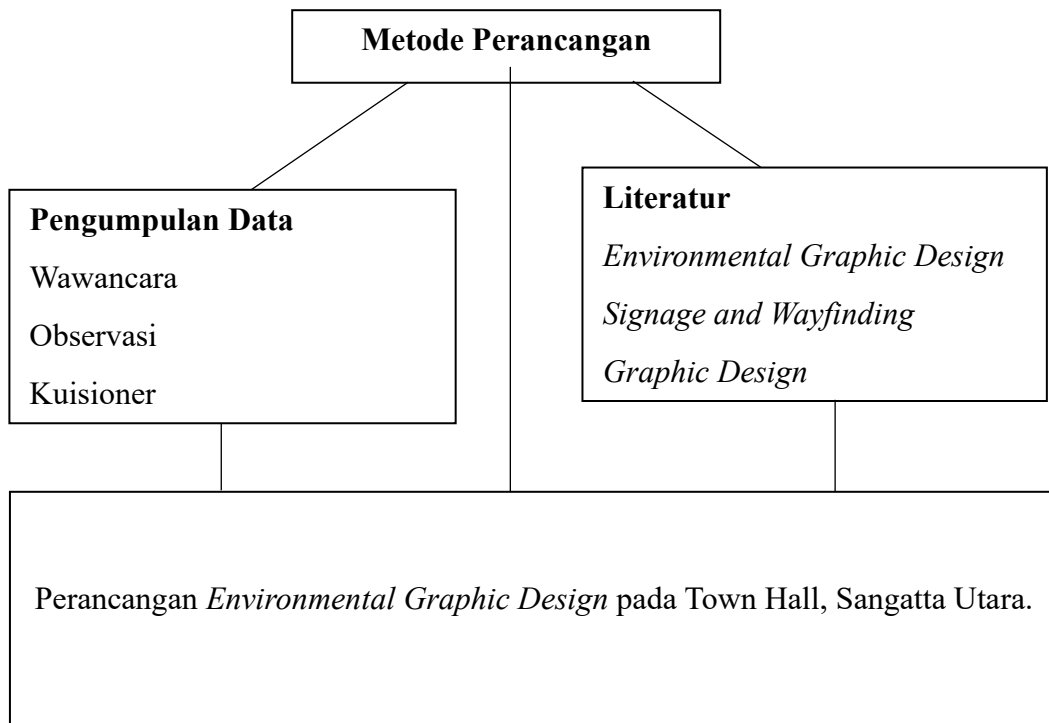 Metode Perancangan
Pengumpulan Data
Wawancara
Observasi
Kuisioner
Literatur
Environmental Graphic Design
Signage and Wayfinding
Graphic Design
Perancangan Environmental Graphic Design pada Town Hall, Sangatta Utara.